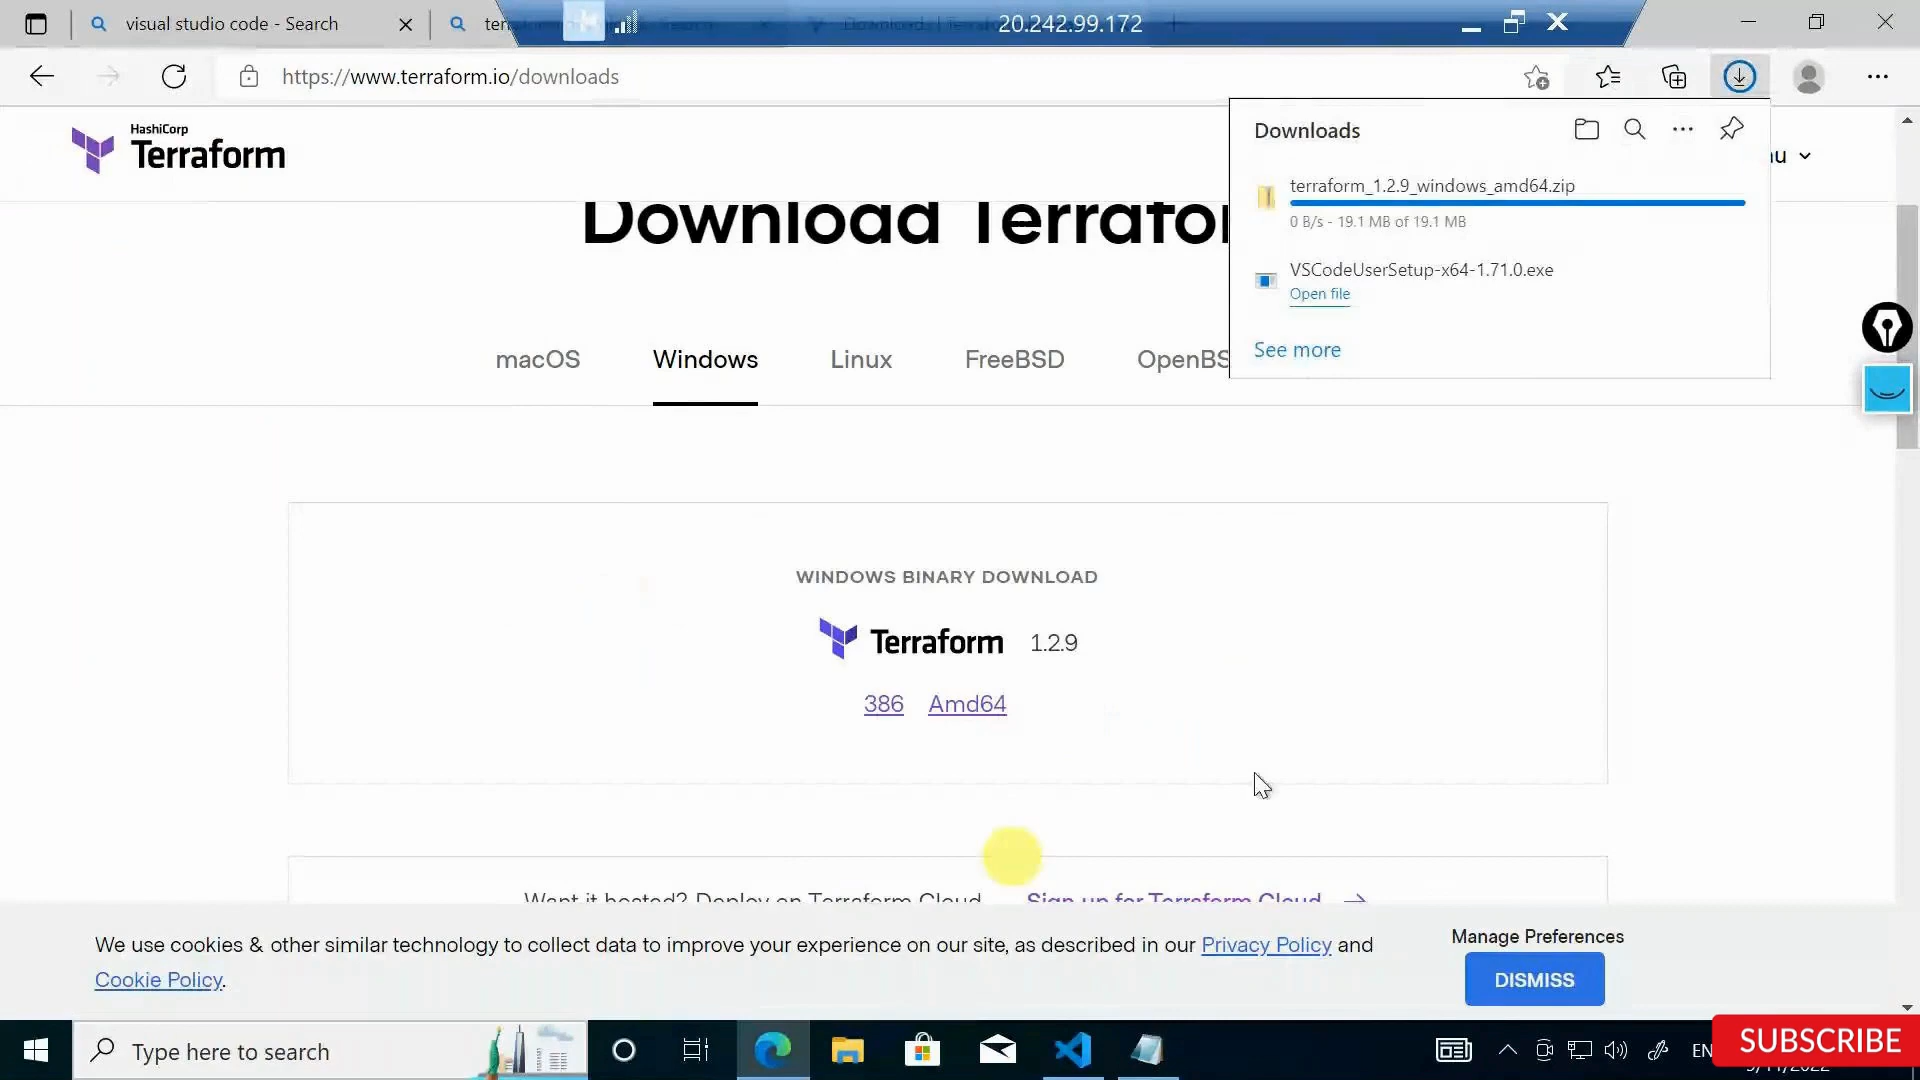 visual studio code - Search
20.242.99.172
https://www.terraform.io/downloads
HashiCorp
Terraform
Downloads
terraform_1.2.9_windows_amd64.zip
0 B/s - 19.1 MB of 19.1 MB
VSCodeUserSetup-x64-1.71.0.exe
Open file
See more
Download Terrafor
macOS
Windows
Linux
FreeBSD
OpenBS
WINDOWS BINARY DOWNLOAD
Terraform 1.2.9
386 Amd64
Want it hosted? Deploy on Terraform Cloud
Sign up for Terraform Cloud
We use cookies & other similar technology to collect data to improve your experience on our site, as described in our Privacy Policy and
Cookie Policy.
Manage Preferences
DISMISS
Type here to search
EN
SUBSCRIBE